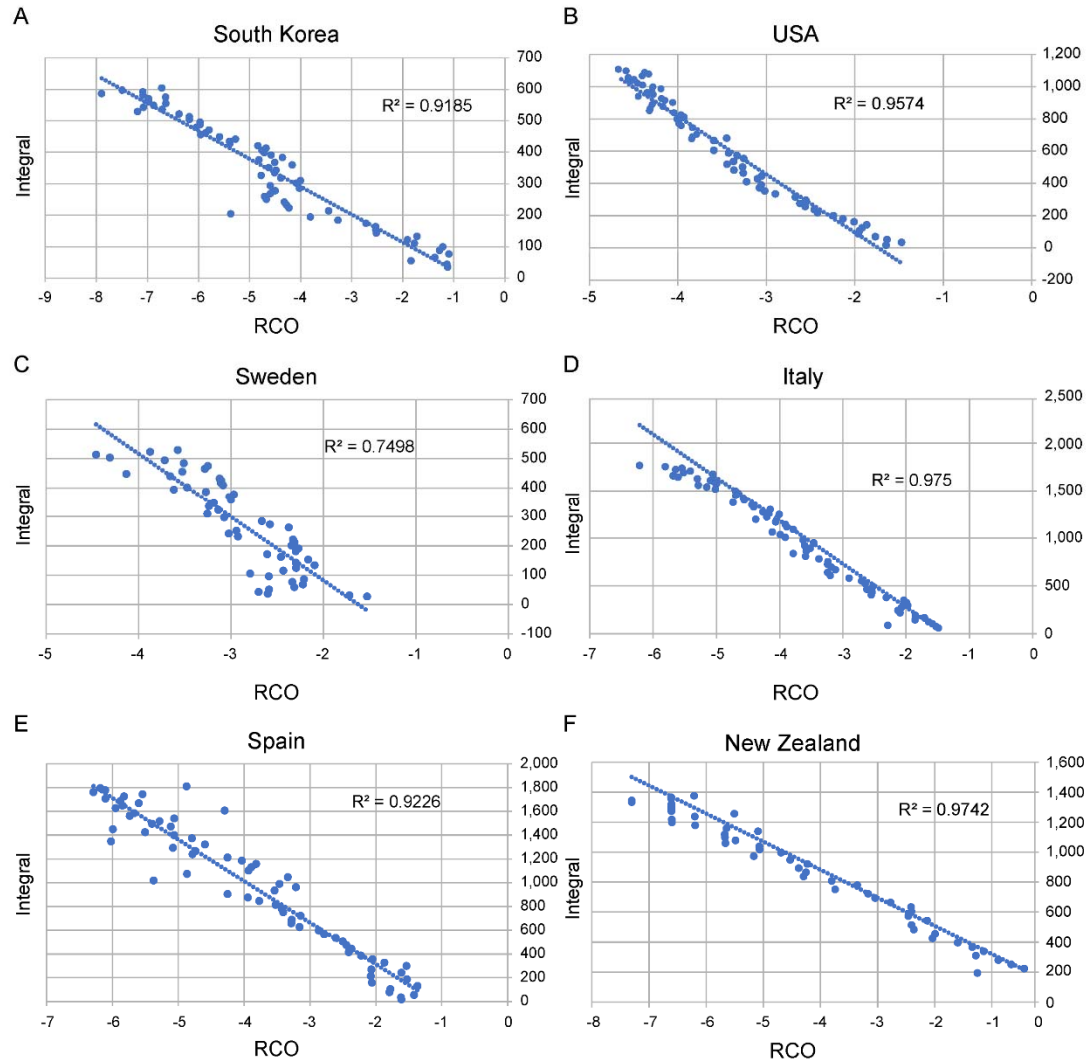 A
South Korea
700
600
500
400
300
200
100
0
R² = 0.9185
Integral
-9 -8 -7 -6 -5 -4 -3 -2 -1 0
RCO
B
USA
1,200
1,000
800
600
400
200
0
-200
R² = 0.9574
Integral
-5 -4 -3 -2 -1 0
RCO
C
Sweden
700
600
500
400
300
200
100
0
-100
R² = 0.7498
Integral
-5 -4 -3 -2 -1 0
RCO
D
Italy
2,500
2,000
1,500
1,000
500
0
R² = 0.975
Integral
-7 -6 -5 -4 -3 -2 -1 0
RCO
E
Spain
2,000
1,800
1,600
1,400
1,200
1,000
800
600
400
200
0
R² = 0.9226
Integral
-7 -6 -5 -4 -3 -2 -1 0
RCO
F
New Zealand
1,600
1,400
1,200
1,000
800
600
400
200
0
R² = 0.9742
Integral
-8 -7 -6 -5 -4 -3 -2 -1 0
RCO